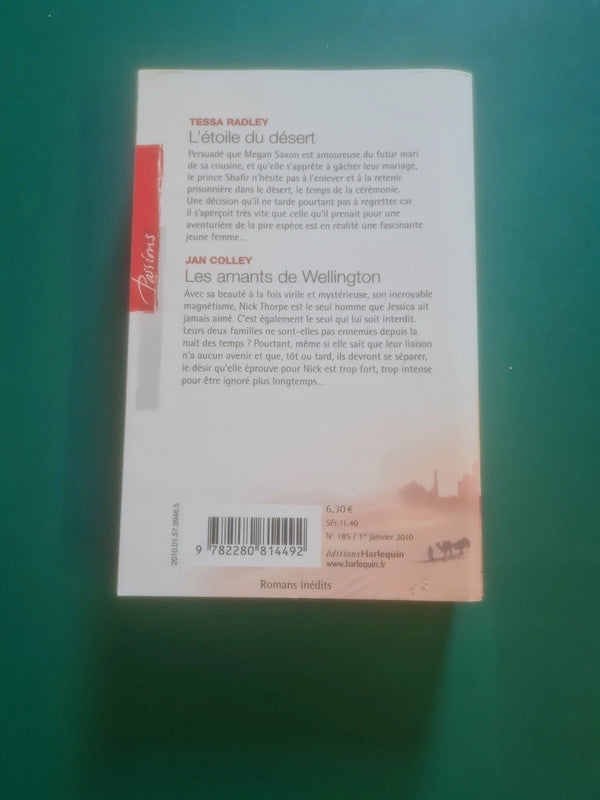 TESSA RADLEY
L'étoile du désert
Persuadé que Megan Saxon est amoureuse du futur mari
de sa cousine, et qu'elle s'apprête à gâcher leur mariage,
le prince Shafir n'hésite pas à l'enlever et à la retenir
prisonnière dans le désert, le temps de la cérémonie.
Une décision qu'il ne tarde pourtant pas à regretter car
il s'aperçoit très vite que celle qu'il prenait pour une
aventurière de la pire espèce est en réalité une fascinante
jeune femme...
Passions
JAN COLLEY
Les amants de Wellington
Avec sa beauté à la fois virile et mystérieuse, son incroyable
magnétisme, Nick Thorpe est le seul homme que Jessica ait
jamais aimé. C'est également le seul qui lui soit interdit.
Leurs deux familles ne sont-elles pas ennemies depuis la
nuit des temps ? Pourtant, même si elle sait que leur liaison
n'a aucun avenir et que, tôt ou tard, ils devront se séparer,
le désir qu'elle éprouve pour Nick est trop fort, trop intense
pour être ignoré plus longtemps...
2010.01.57.9946.5
9 782280 814492
6,30 €
SFr.11.40
N° 185 / 1er janvier 2010
éditionsHarlequin
www.harlequin.fr
Romans inédits